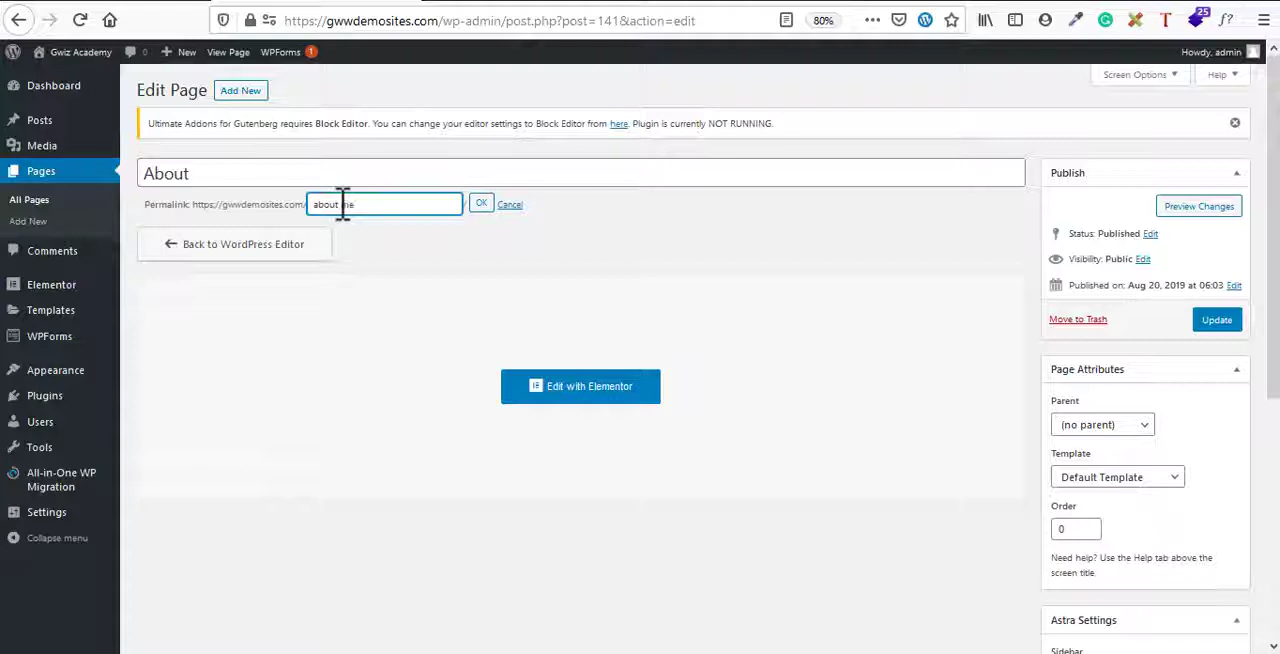 https://gwwdemosites.com/wp-admin/post.php?post=141&action=edit
80%
25
Gwiz Academy
0
New
View Page
WPForms 1
Howdy, admin
Dashboard
Posts
Media
Pages
All Pages
Add New
Comments
Elementor
Templates
WPForms
Appearance
Plugins
Users
Tools
All-in-One WP
Migration
Settings
Collapse menu
Screen Options
Help
Edit Page
Add New
Ultimate Addons for Gutenberg requires Block Editor. You can change your editor settings to Block Editor from here. Plugin is currently NOT RUNNING.
About
Permalink: https://gwwdemosites.com/ about me / OK Cancel
Back to WordPress Editor
Edit with Elementor
Publish
Preview Changes
Status: Published Edit
Visibility: Public Edit
Published on: Aug 20, 2019 at 06:03 Edit
Move to Trash
Update
Page Attributes
Parent
(no parent)
Template
Default Template
Order
0
Need help? Use the Help tab above the
screen title.
Astra Settings
Sidebar